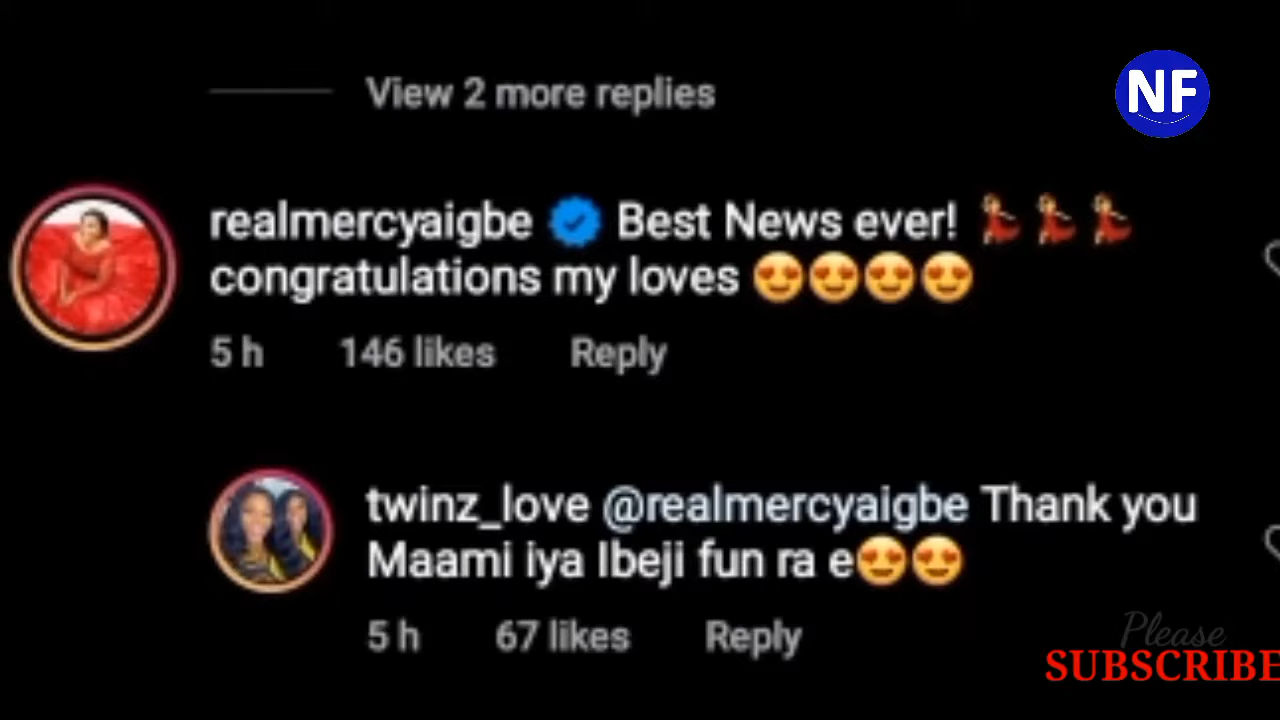 View 2 more replies
NF
realmercyaigbe Best News ever! 💃💃💃
congratulations my loves 😍😍😍😍
5 h 146 likes Reply
twinz_love @realmercyaigbe Thank you
Maami iya Ibeji fun ra e😍😍
5 h 67 likes Reply
Please
SUBSCRIBE